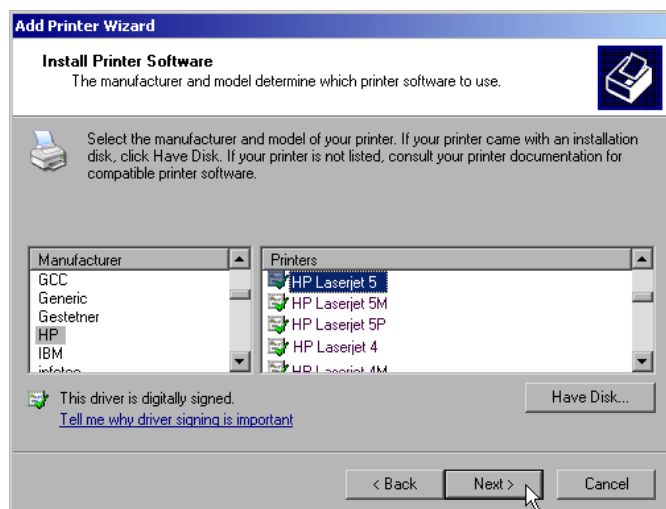 Add Printer Wizard
Install Printer Software
The manufacturer and model determine which printer software to use.
Select the manufacturer and model of your printer. If your printer came with an installation
disk, click Have Disk. If your printer is not listed, consult your printer documentation for
compatible printer software.
Manufacturer
GCC
Generic
Gestetner
HP
IBM
infotec
Printers
HP Laserjet 5
HP Laserjet 5M
HP Laserjet 5P
HP Laserjet 4
HP Laserjet 4M
This driver is digitally signed.
Tell me why driver signing is important
Have Disk...
< Back
Next >
Cancel